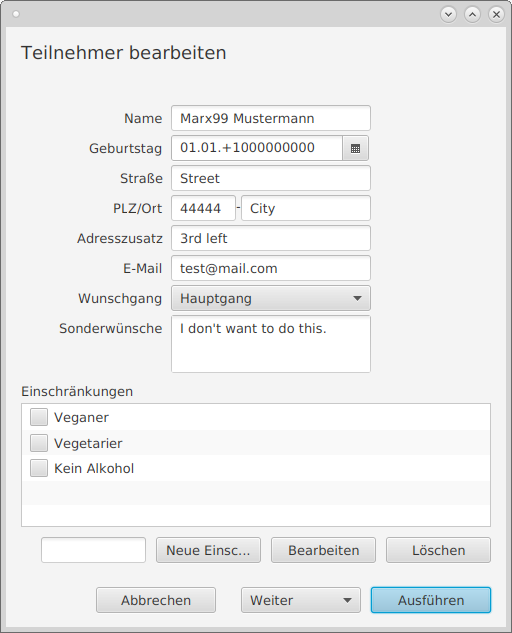 Teilnehmer bearbeiten
Name Marx99 Mustermann
Geburtstag 01.01.+1000000000
Straße Street
PLZ/Ort 44444 - City
Adresszusatz 3rd left
E-Mail test@mail.com
Wunschgang Hauptgang
Sonderwünsche I don't want to do this.
Einschränkungen
Veganer
Vegetarier
Kein Alkohol
Neue Einsc... Bearbeiten Löschen
Abbrechen Weiter Ausführen